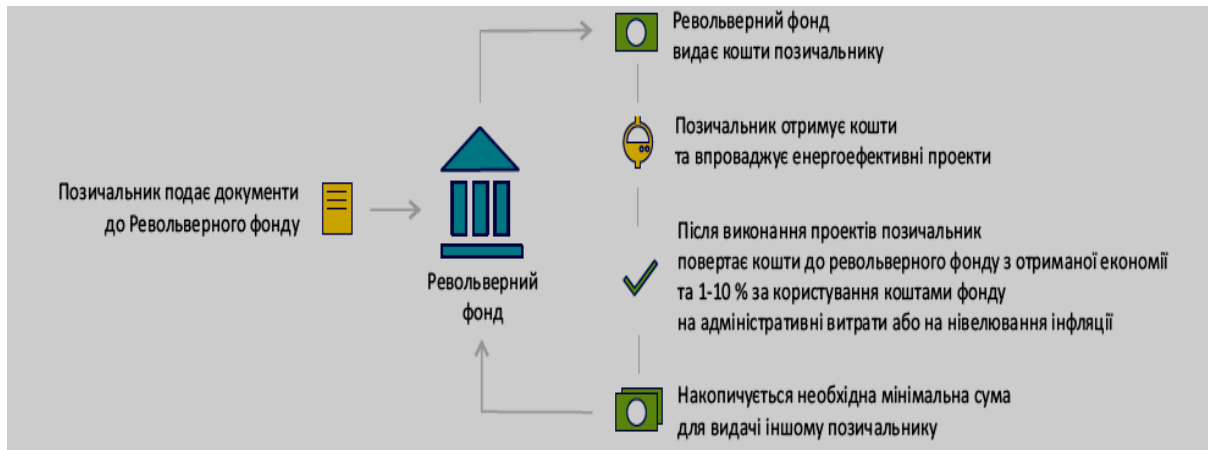 Позичальник подає документи
до Револьверного фонду
Револьверний
фонд
Револьверний фонд
видає кошти позичальнику
Позичальник отримує кошти
та впроваджує енергоефективні проекти
Після виконання проектів позичальник
повертає кошти до револьверного фонду з отриманої економії
та 1-10 % за користування коштами фонду
на адміністративні витрати або на нівелювання інфляції
Накопичується необхідна мінімальна сума
для видачі іншому позичальнику